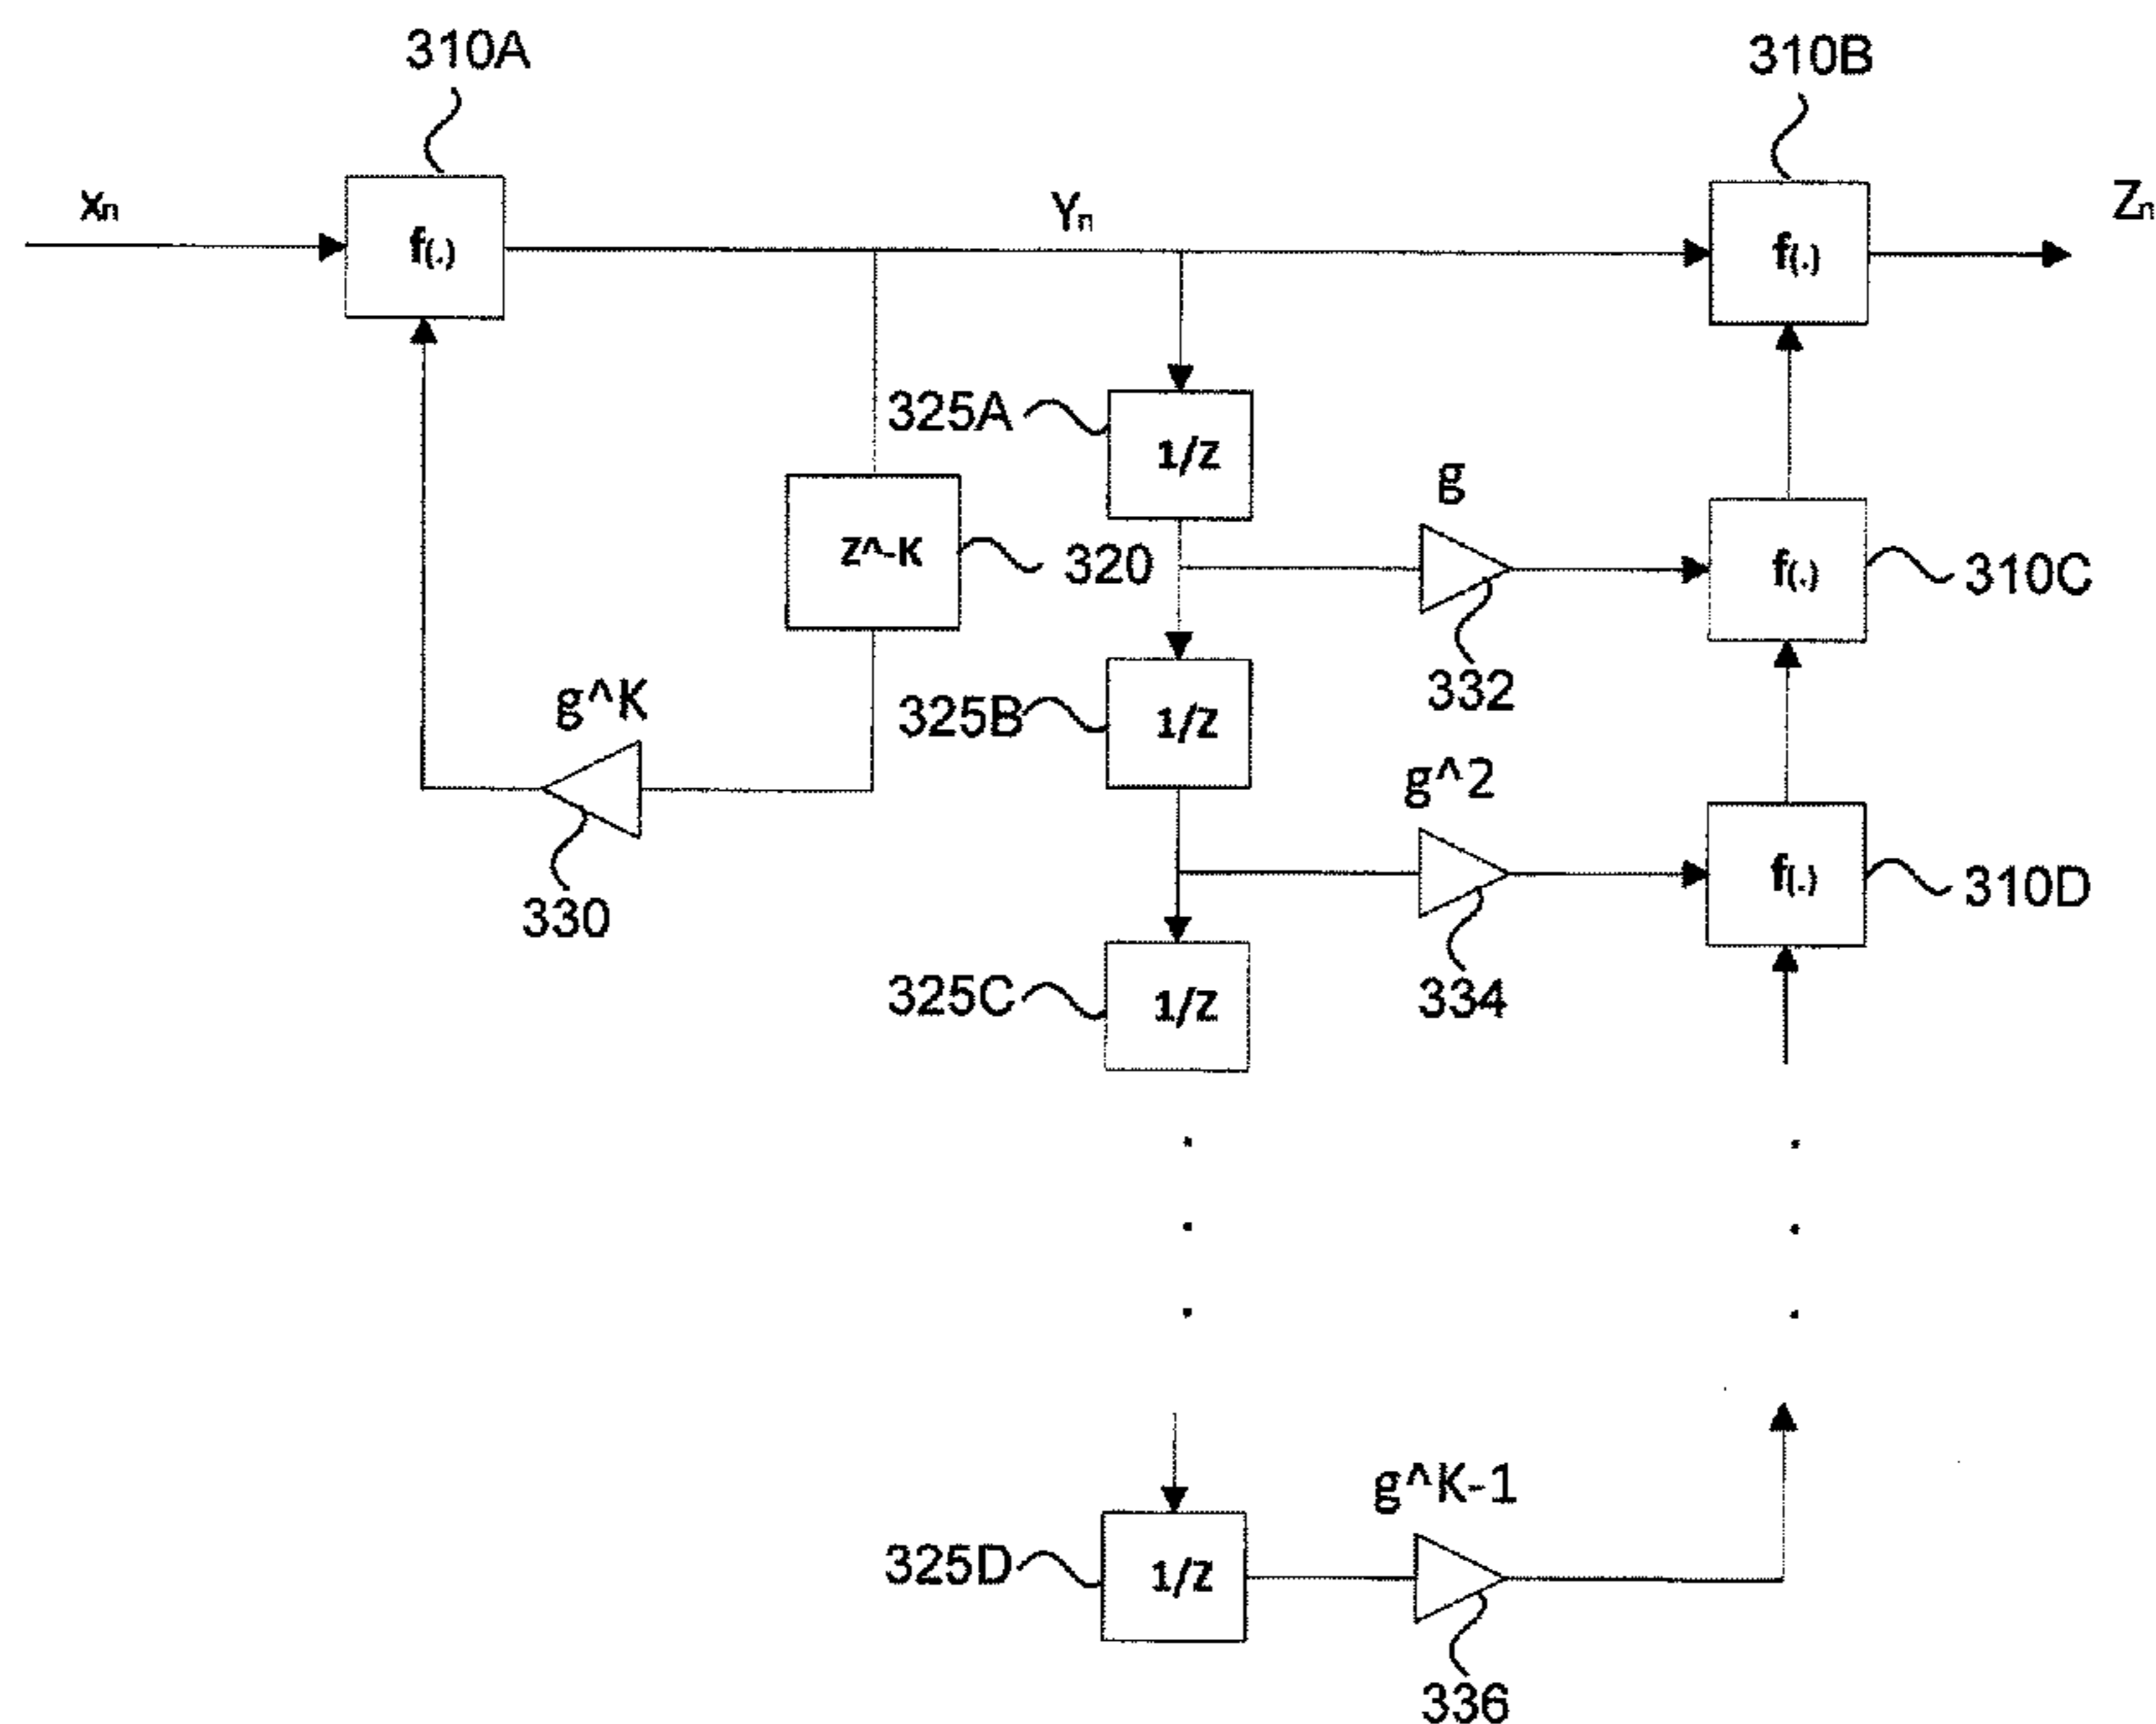 310A
310B
xn
Yn
Zn
f(.)
f(.)
325A
1/Z
g
Z^-K
320
f(.)
310C
332
g^K
325B
1/Z
g^2
330
f(.)
310D
334
325C
1/Z
g^K-1
325D
1/Z
336